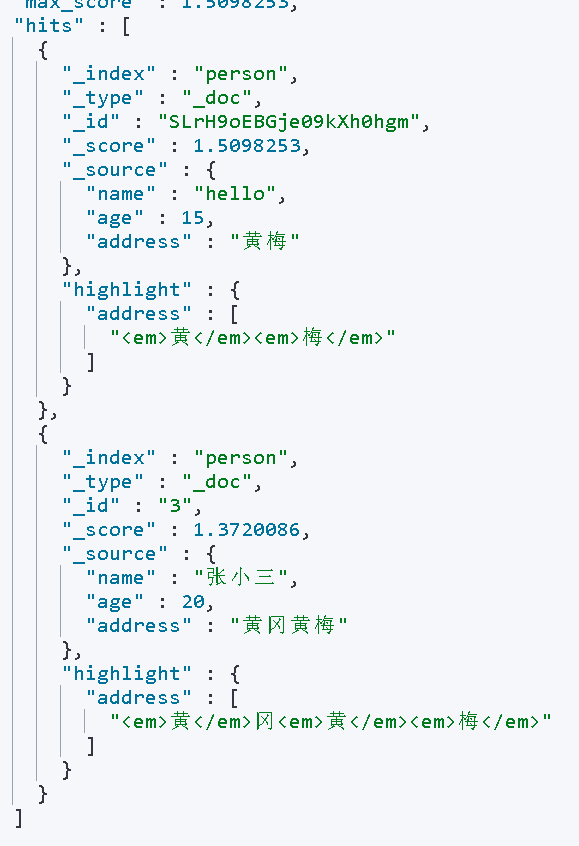 "max_score" : 1.5098253,
"hits" : [
{
"_index" : "person",
"_type" : "_doc",
"_id" : "SLrH9oEBGje09kXh0hgm",
"_score" : 1.5098253,
"_source" : {
"name" : "hello",
"age" : 15,
"address" : "黄梅"
},
"highlight" : {
"address" : [
"<em>黄</em><em>梅</em>"
]
}
},
{
"_index" : "person",
"_type" : "_doc",
"_id" : "3",
"_score" : 1.3720086,
"_source" : {
"name" : "张小三",
"age" : 20,
"address" : "黄冈黄梅"
},
"highlight" : {
"address" : [
"<em>黄</em>冈<em>黄</em><em>梅</em>"
]
}
}
]